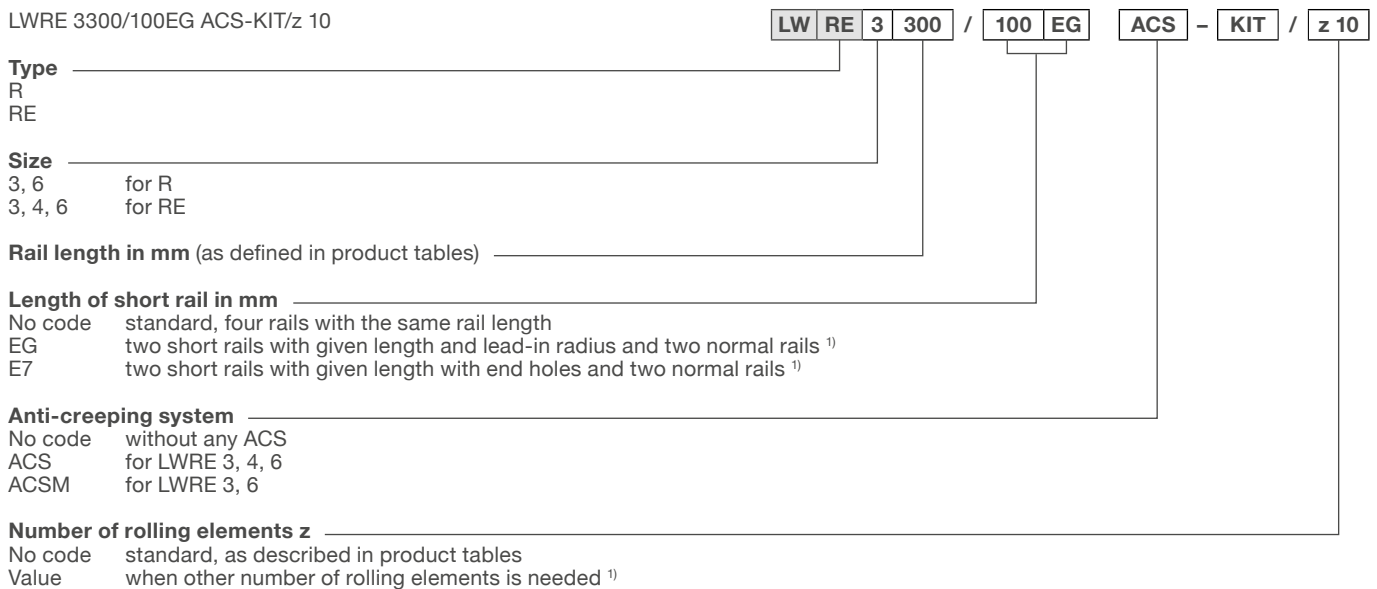 LWRE 3300/100EG ACS-KIT/z 10
LW RE 3 300 / 100 EG ACS – KIT / z 10
Type
R
RE
Size
3, 6 for R
3, 4, 6 for RE
Rail length in mm (as defined in product tables)
Length of short rail in mm
No code standard, four rails with the same rail length
EG two short rails with given length and lead-in radius and two normal rails 1)
E7 two short rails with given length with end holes and two normal rails 1)
Anti-creeping system
No code without any ACS
ACS for LWRE 3, 4, 6
ACSM for LWRE 3, 6
Number of rolling elements z
No code standard, as described in product tables
Value when other number of rolling elements is needed 1)